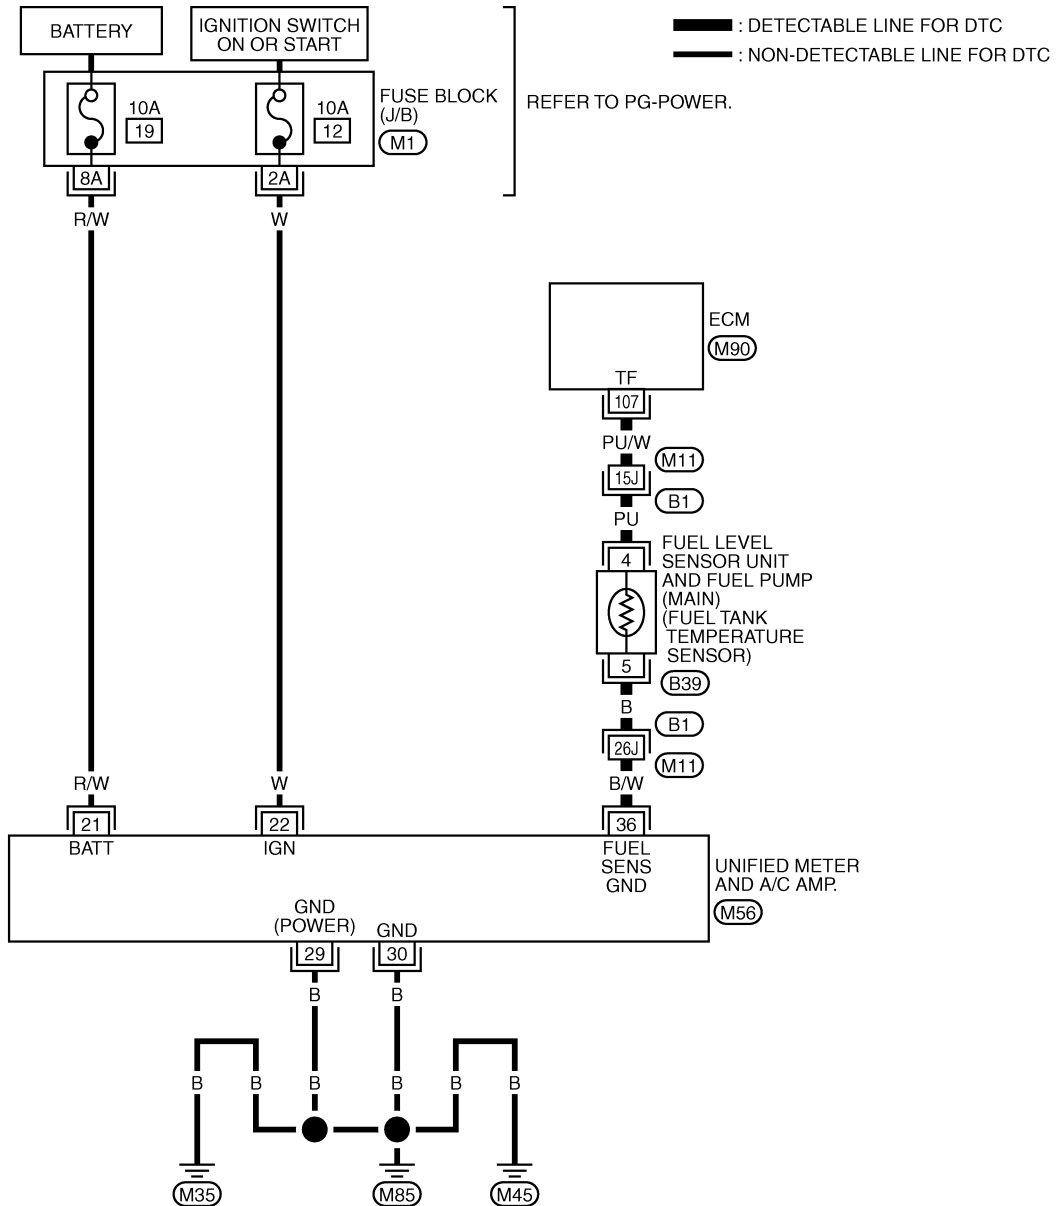 BATTERY
IGNITION SWITCH
ON OR START
: DETECTABLE LINE FOR DTC
: NON-DETECTABLE LINE FOR DTC
10A
19
10A
12
FUSE BLOCK
(J/B)
M1
REFER TO PG-POWER.
8A
2A
R/W
W
ECM
M90
TF
107
PU/W
M11
15J
B1
PU
4
FUEL LEVEL
SENSOR UNIT
AND FUEL PUMP
(MAIN)
(FUEL TANK
TEMPERATURE
SENSOR)
5
B39
B
B1
26J
M11
R/W
W
B/W
21
22
36
BATT
IGN
FUEL
SENS
GND
UNIFIED METER
AND A/C AMP.
M56
GND
(POWER)
GND
29
30
B
B
B
B
B
B
B
B
M35
M85
M45